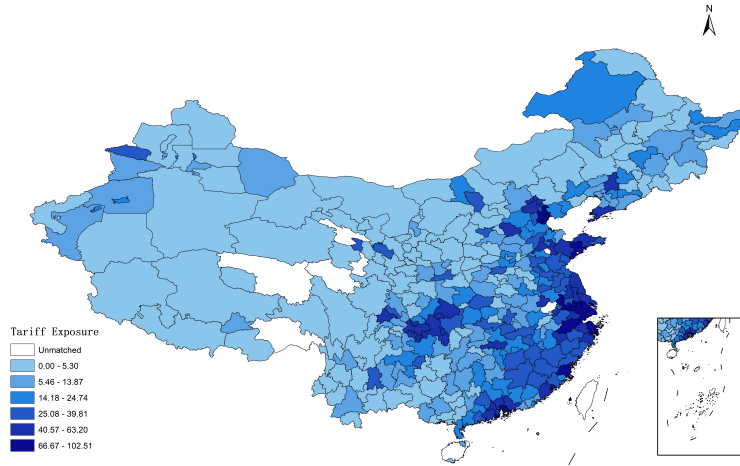 N
Tariff Exposure
Unmatched
0.00 - 5.30
5.46 - 13.87
14.18 - 24.74
25.08 - 39.81
40.57 - 63.20
66.67 - 102.51